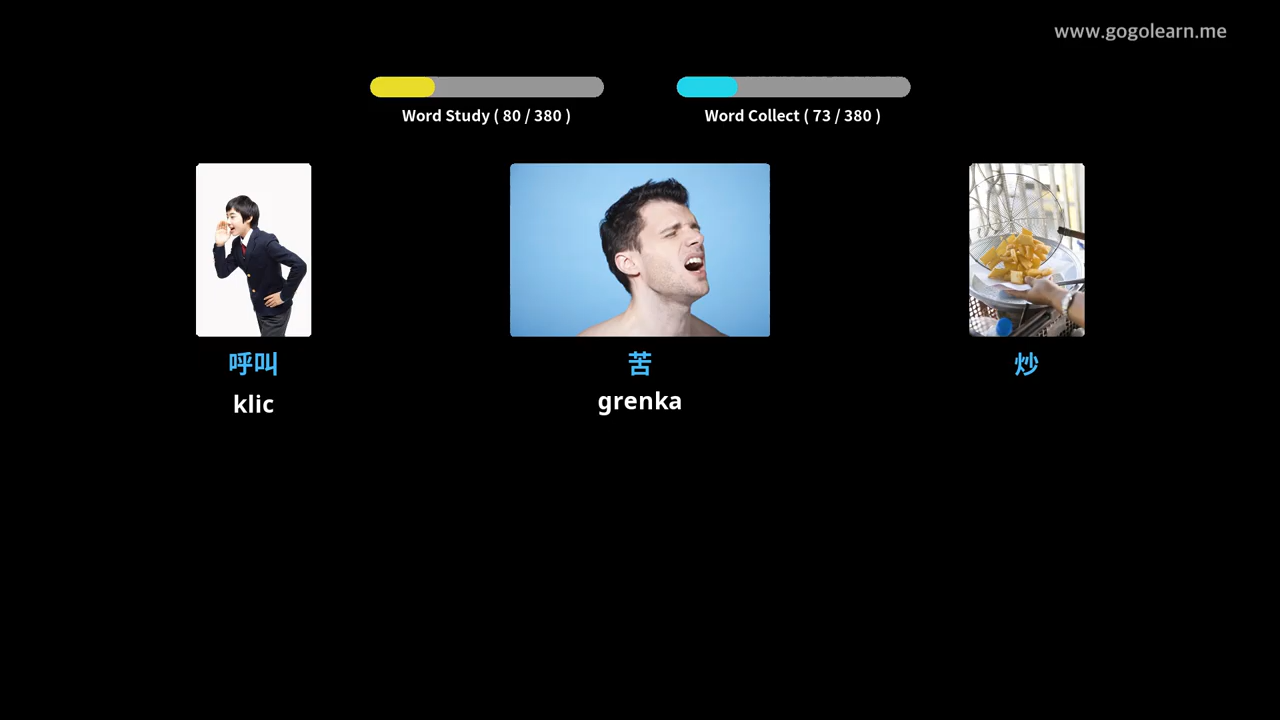 www.gogolearn.me
Word Study ( 80 / 380 )
Word Collect ( 73 / 380 )
呼叫
苦
炒
klic
grenka